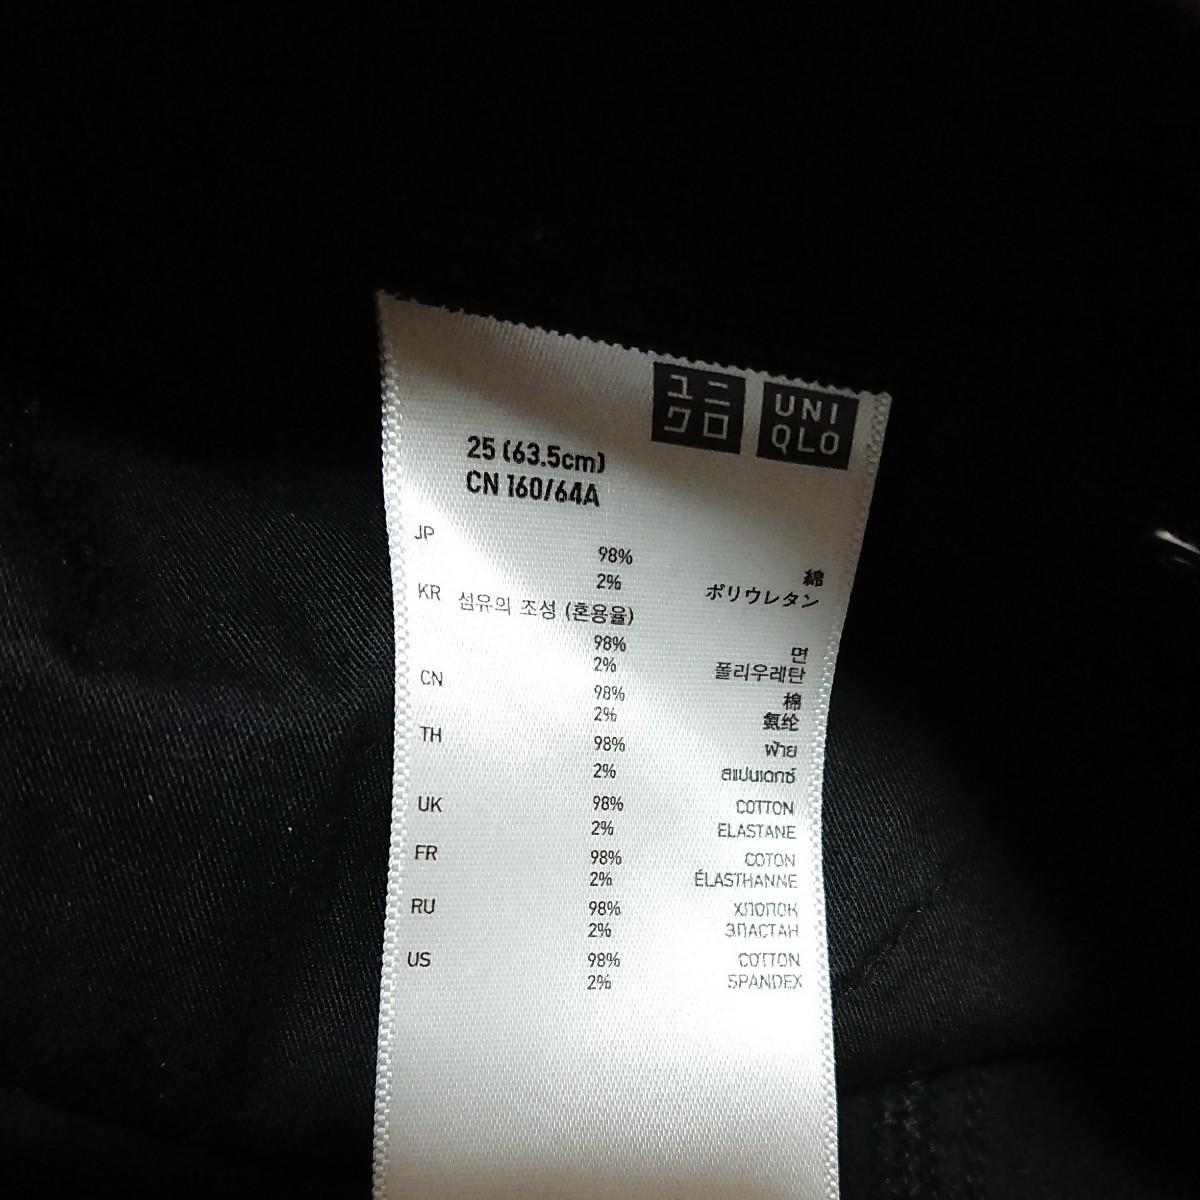 ユニ UNI
クロ QLO
25 (63.5cm)
CN 160/64A
JP
98% 綿
2% ポリウレタン
KR 섬유의 조성 (혼용율)
98% 면
2% 폴리우레탄
CN 98% 棉
2% 氨纶
TH 98% ฝ้าย
2% สแปนเดกซ์
UK 98% COTTON
2% ELASTANE
FR 98% COTON
2% ÉLASTHANNE
RU 98% ХЛОПОК
2% ЭЛАСТАН
US 98% COTTON
2% SPANDEX